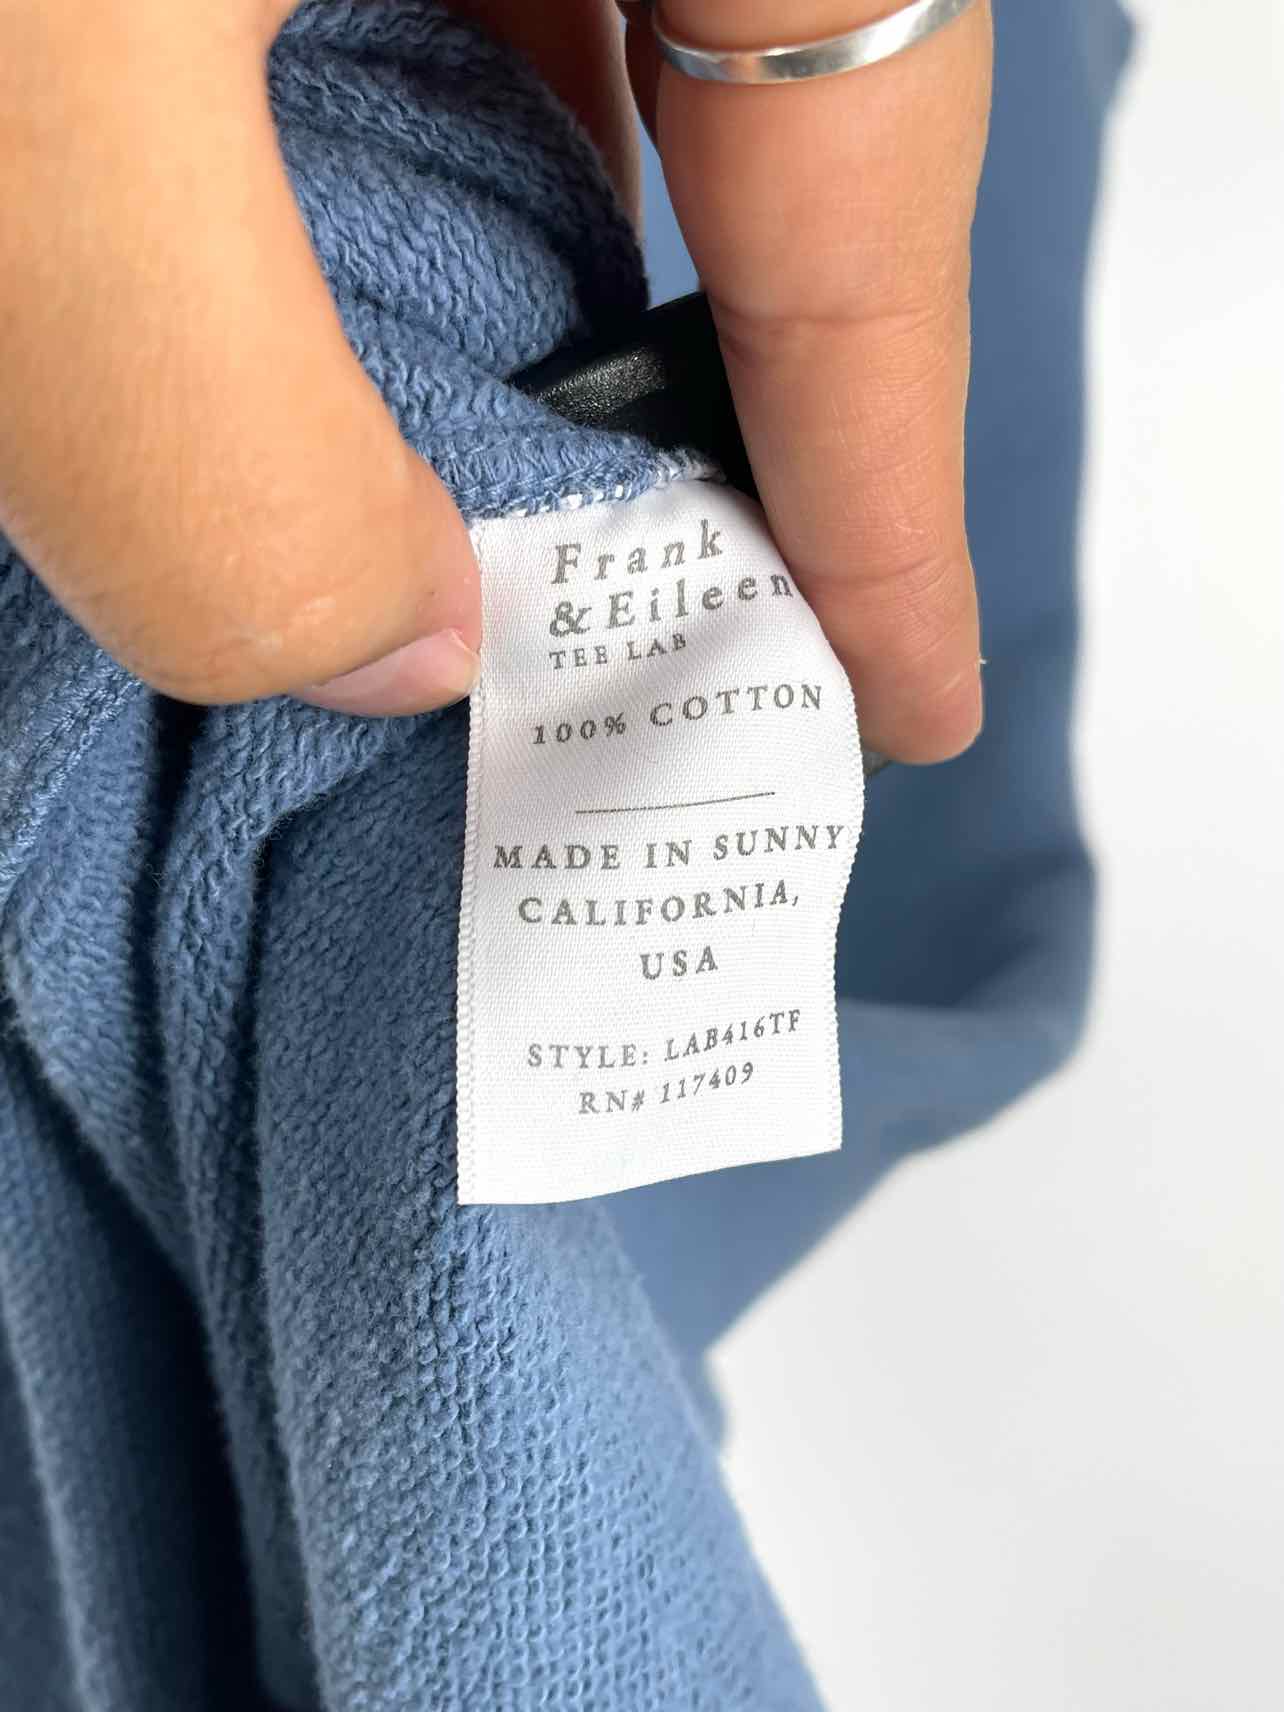 Frank
&Eileen
TEE LAB
100% COTTON
MADE IN SUNNY
CALIFORNIA,
USA
STYLE: LAB416TF
RN# 117409